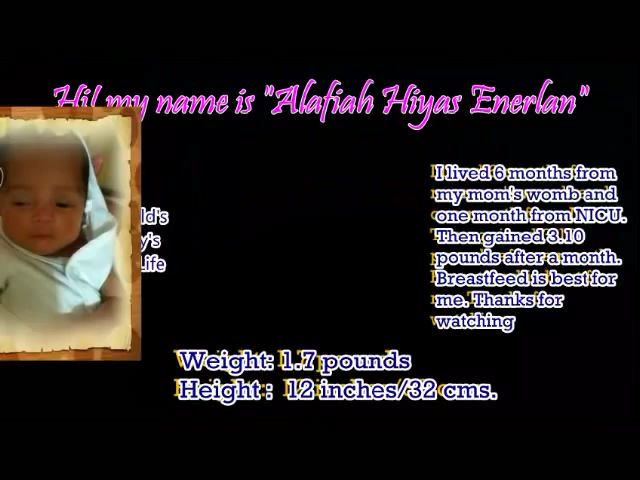 Hi! my name is "Alafiah Hiyas Enerlan"
ld's
y's
Life
I lived 6 months from
my mom's womb and
one month from NICU.
Then gained 3.10
pounds after a month.
Breastfeed is best for
me. Thanks for
watching
Weight: 1.7 pounds
Height : 12 inches/32 cms.